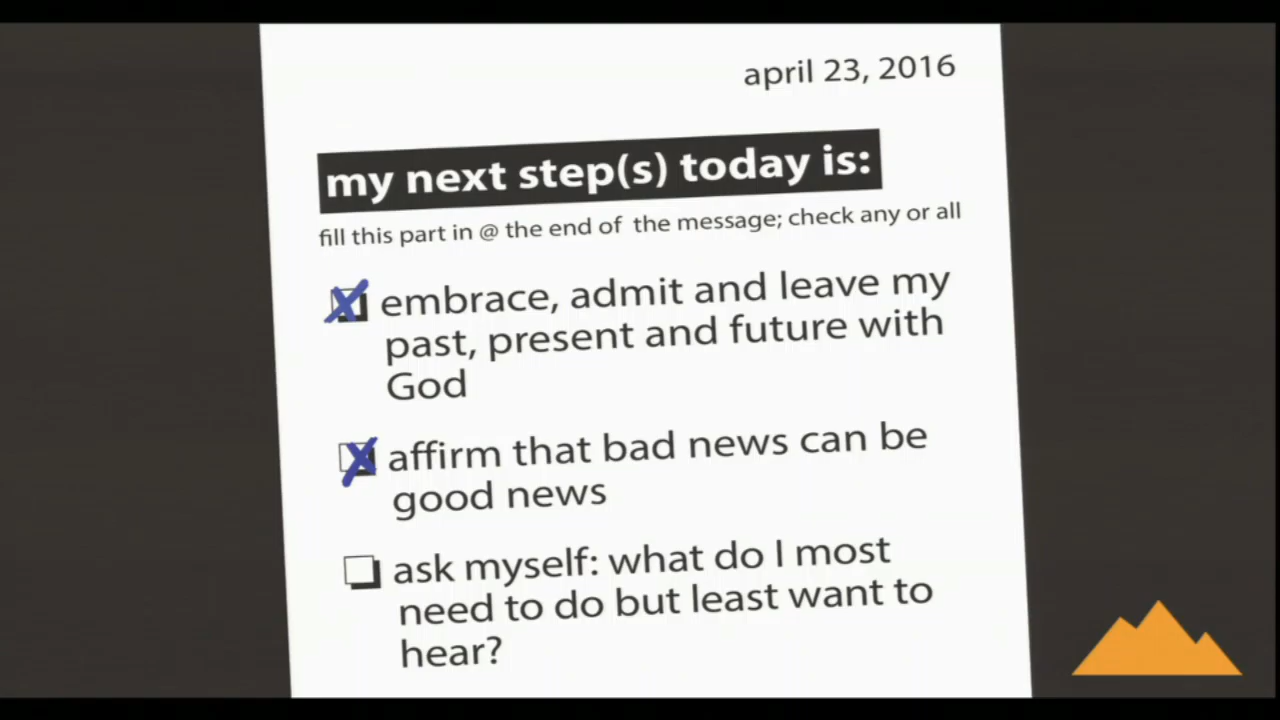 april 23, 2016
my next step(s) today is:
fill this part in @ the end of the message; check any or all
embrace, admit and leave my
past, present and future with
God
affirm that bad news can be
good news
ask myself: what do I most
need to do but least want to
hear?